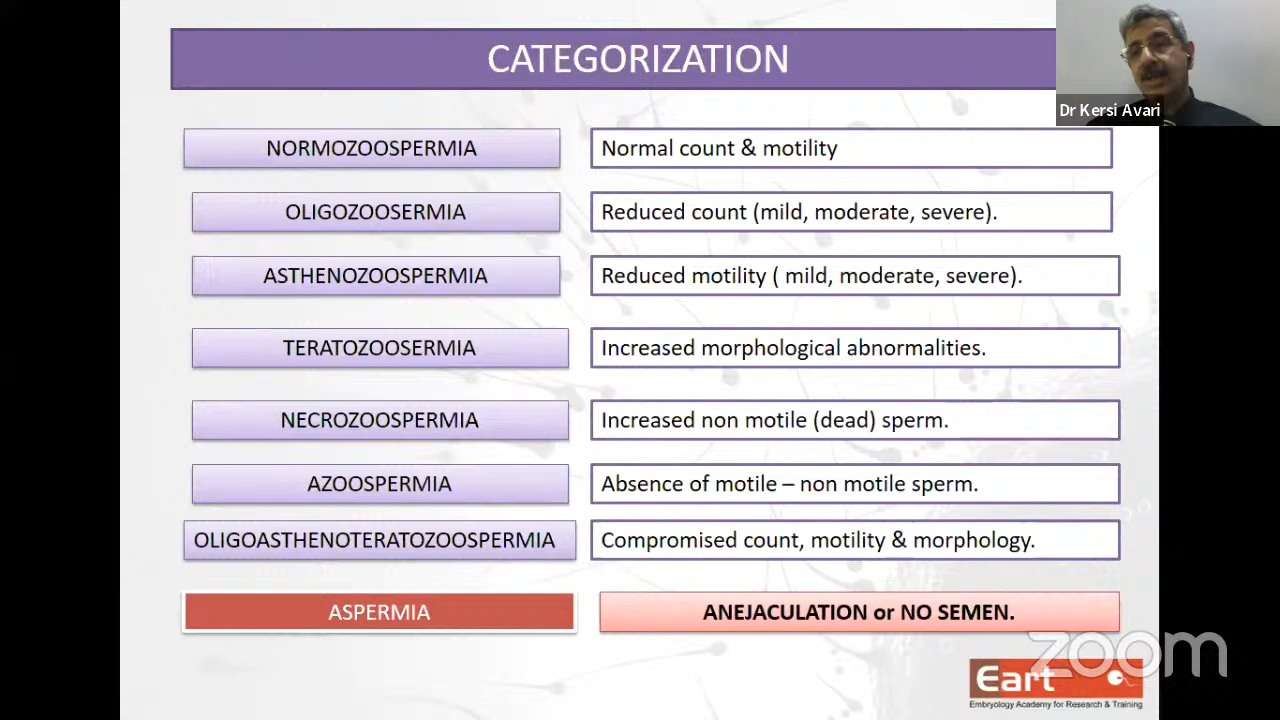 CATEGORIZATION
Dr Kersi Avari
NORMOZOOSPERMIA
Normal count & motility
OLIGOZOOSERMIA
Reduced count (mild, moderate, severe).
ASTHENOZOOSPERMIA
Reduced motility ( mild, moderate, severe).
TERATOZOOSERMIA
Increased morphological abnormalities.
NECROZOOSPERMIA
Increased non motile (dead) sperm.
AZOOSPERMIA
Absence of motile – non motile sperm.
OLIGOASTHENOTERATOZOOSPERMIA
Compromised count, motility & morphology.
ASPERMIA
ANEJACULATION or NO SEMEN.
zoom
Eart
Embryology Academy for Research & Training